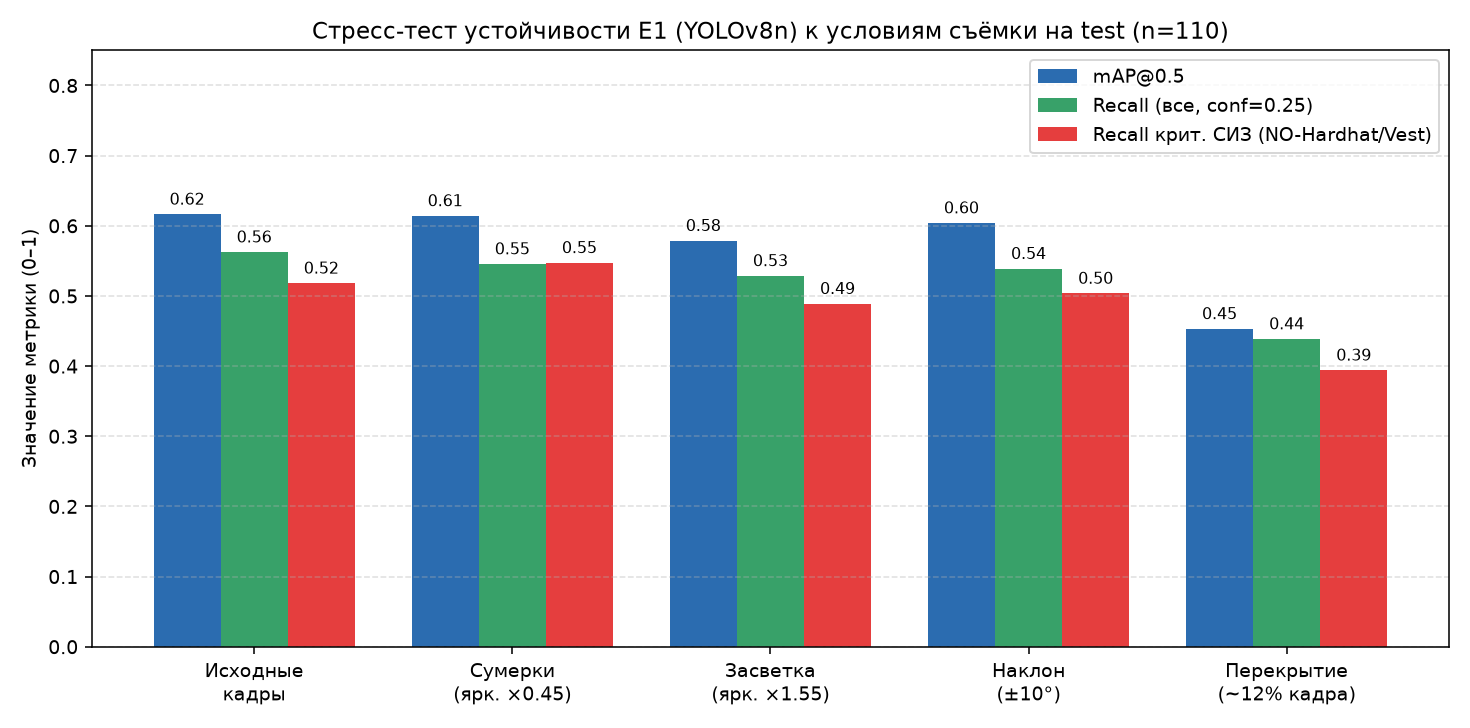 Стресс-тест устойчивости E1 (YOLOv8n) к условиям съёмки на test (n=110)
mAP@0.5
Recall (все, conf=0.25)
Recall крит. СИЗ (NO-Hardhat/Vest)
Значение метрики (0–1)
0.8
0.7
0.6
0.5
0.4
0.3
0.2
0.1
0.0
0.62
0.56
0.52
0.61
0.55
0.55
0.58
0.53
0.49
0.60
0.54
0.50
0.45
0.44
0.39
Исходные
кадры
Сумерки
(ярк. ×0.45)
Засветка
(ярк. ×1.55)
Наклон
(±10°)
Перекрытие
(~12% кадра)